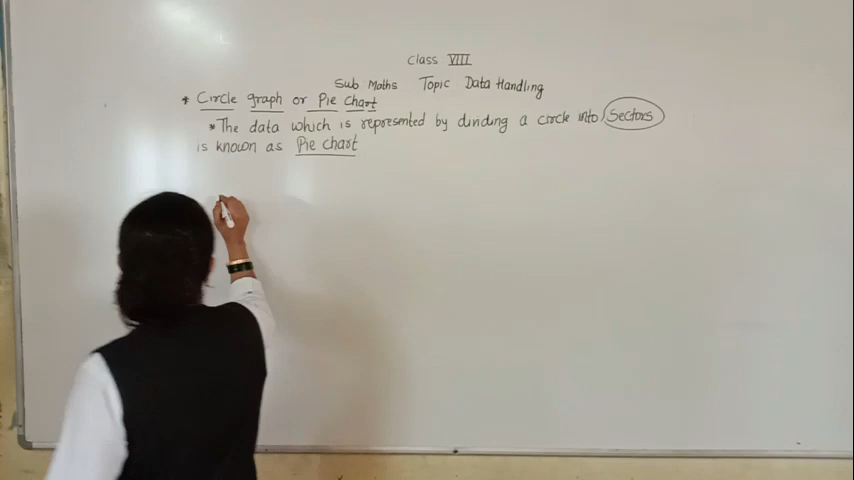 Class VIII
Sub Maths Topic Data Handling
* Circle graph or Pie Chart
* The data which is represented by dividing a circle into Sectors
is known as Pie chart